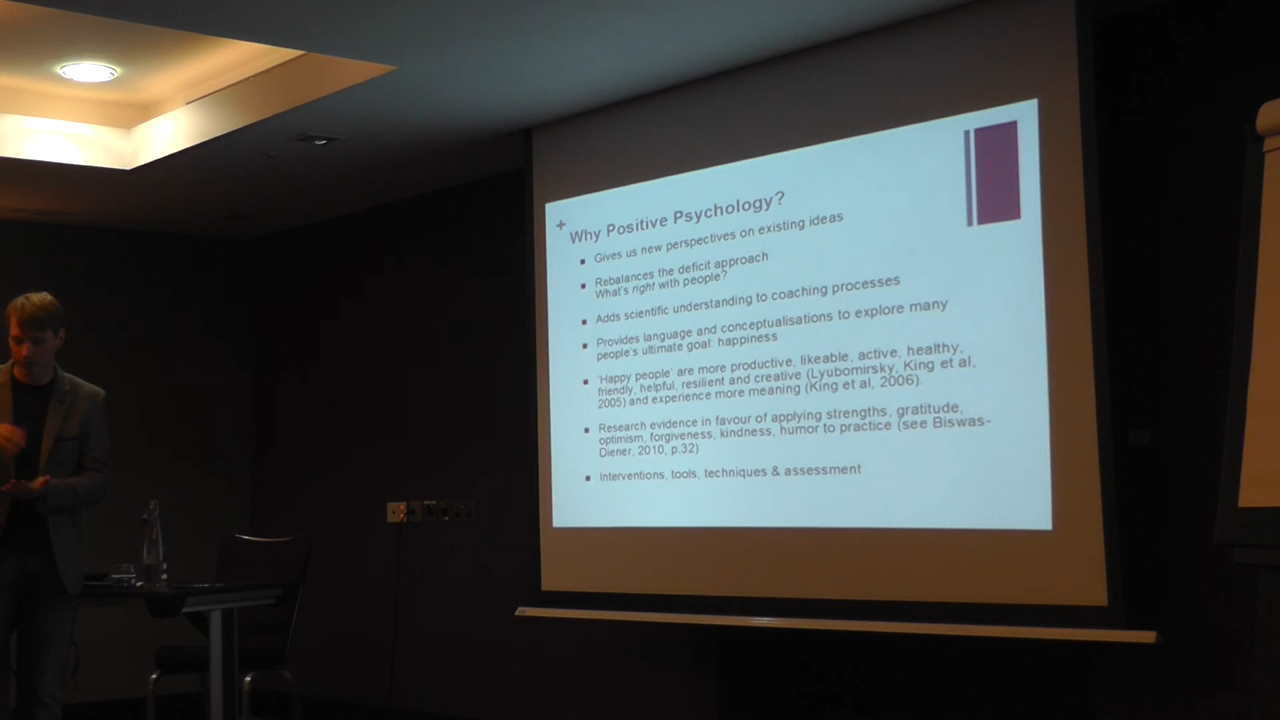 +
Why Positive Psychology?
■ Gives us new perspectives on existing ideas
■ Rebalances the deficit approach
What's right with people?
■ Adds scientific understanding to coaching processes
■ Provides language and conceptualisations to explore many
people's ultimate goal: happiness
■ 'Happy people' are more productive, likeable, active, healthy,
friendly, helpful, resilient and creative (Lyubomirsky, King et al,
2005) and experience more meaning (King et al, 2006).
■ Research evidence in favour of applying strengths, gratitude,
optimism, forgiveness, kindness, humor to practice (see Biswas-
Diener, 2010, p.32)
■ Interventions, tools, techniques & assessment